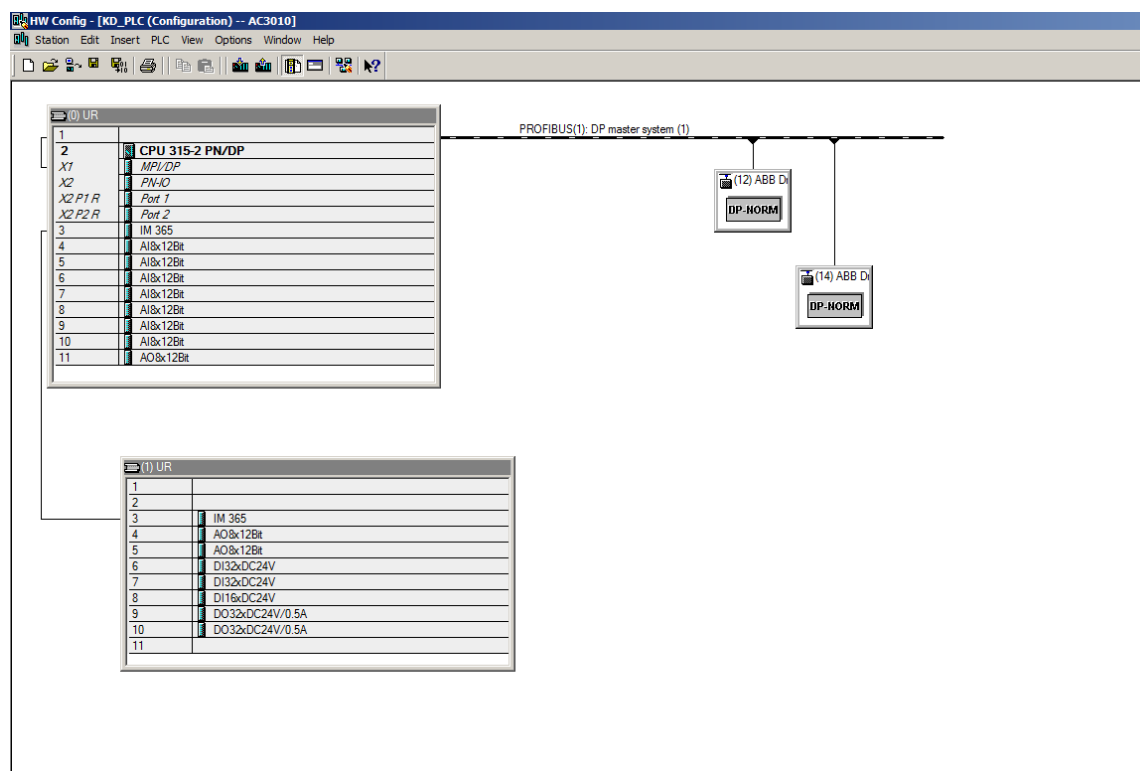 HW Config - [KD_PLC (Configuration) -- AC3010]
Station Edit Insert PLC View Options Window Help
(0) UR
1
2 CPU 315-2 PN/DP
X1 MPI/DP
X2 PN-IO
X2 P1 R Port 1
X2 P2 R Port 2
3 IM 365
4 AI8x12Bit
5 AI8x12Bit
6 AI8x12Bit
7 AI8x12Bit
8 AI8x12Bit
9 AI8x12Bit
10 AI8x12Bit
11 AO8x12Bit
PROFIBUS(1): DP master system (1)
(12) ABB Dr
DP-NORM
(14) ABB Dr
DP-NORM
(1) UR
1
2
3 IM 365
4 AO8x12Bit
5 AO8x12Bit
6 DI32xDC24V
7 DI32xDC24V
8 DI16xDC24V
9 DO32xDC24V/0.5A
10 DO32xDC24V/0.5A
11